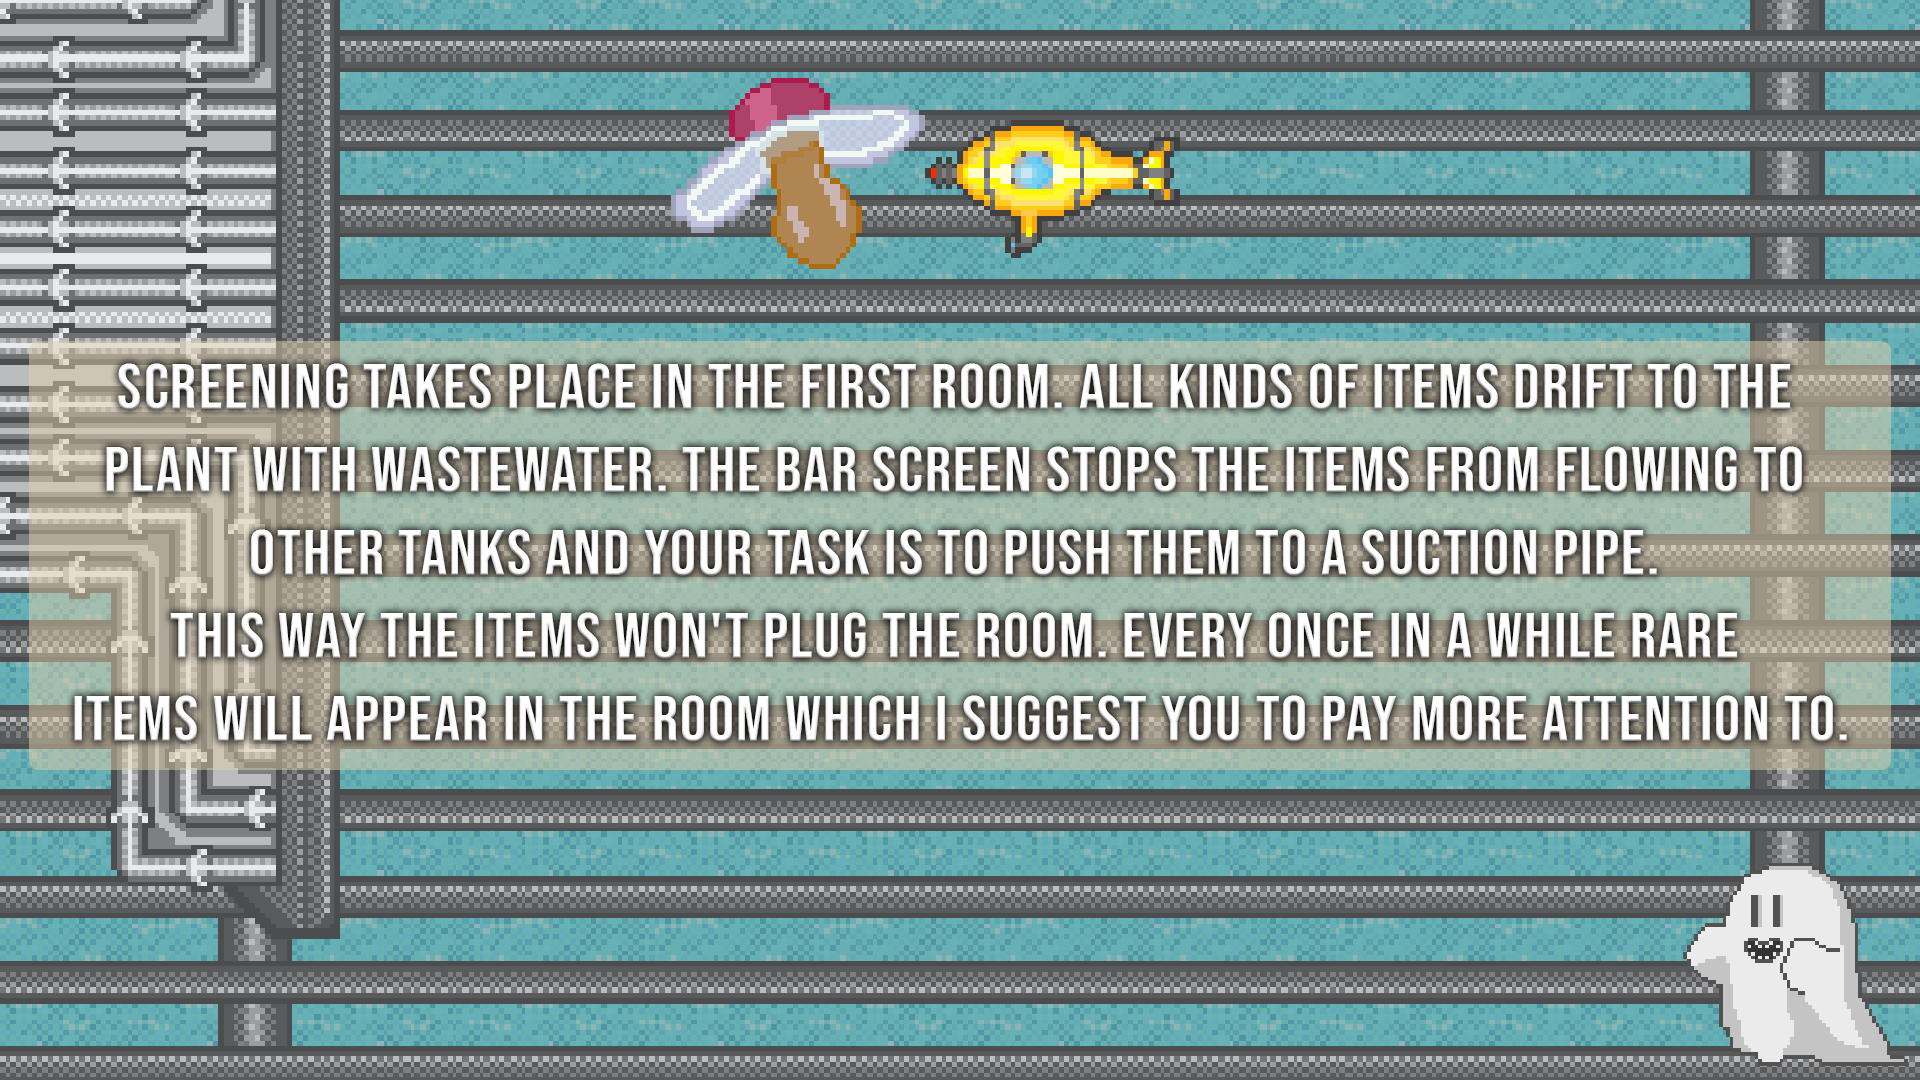 SCREENING TAKES PLACE IN THE FIRST ROOM. ALL KINDS OF ITEMS DRIFT TO THE
PLANT WITH WASTEWATER. THE BAR SCREEN STOPS THE ITEMS FROM FLOWING TO
OTHER TANKS AND YOUR TASK IS TO PUSH THEM TO A SUCTION PIPE.
THIS WAY THE ITEMS WON'T PLUG THE ROOM. EVERY ONCE IN A WHILE RARE
ITEMS WILL APPEAR IN THE ROOM WHICH I SUGGEST YOU TO PAY MORE ATTENTION TO.